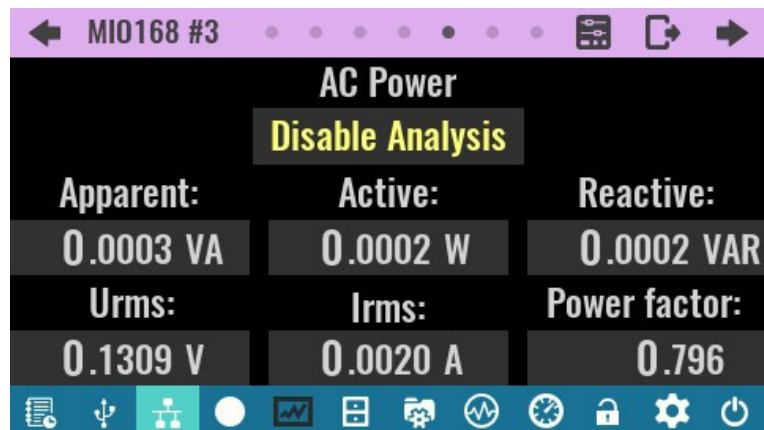 MIO168 #3
AC Power
Disable Analysis
Apparent: Active: Reactive:
0.0003 VA 0.0002 W 0.0002 VAR
Urms: Irms: Power factor:
0.1309 V 0.0020 A 0.796